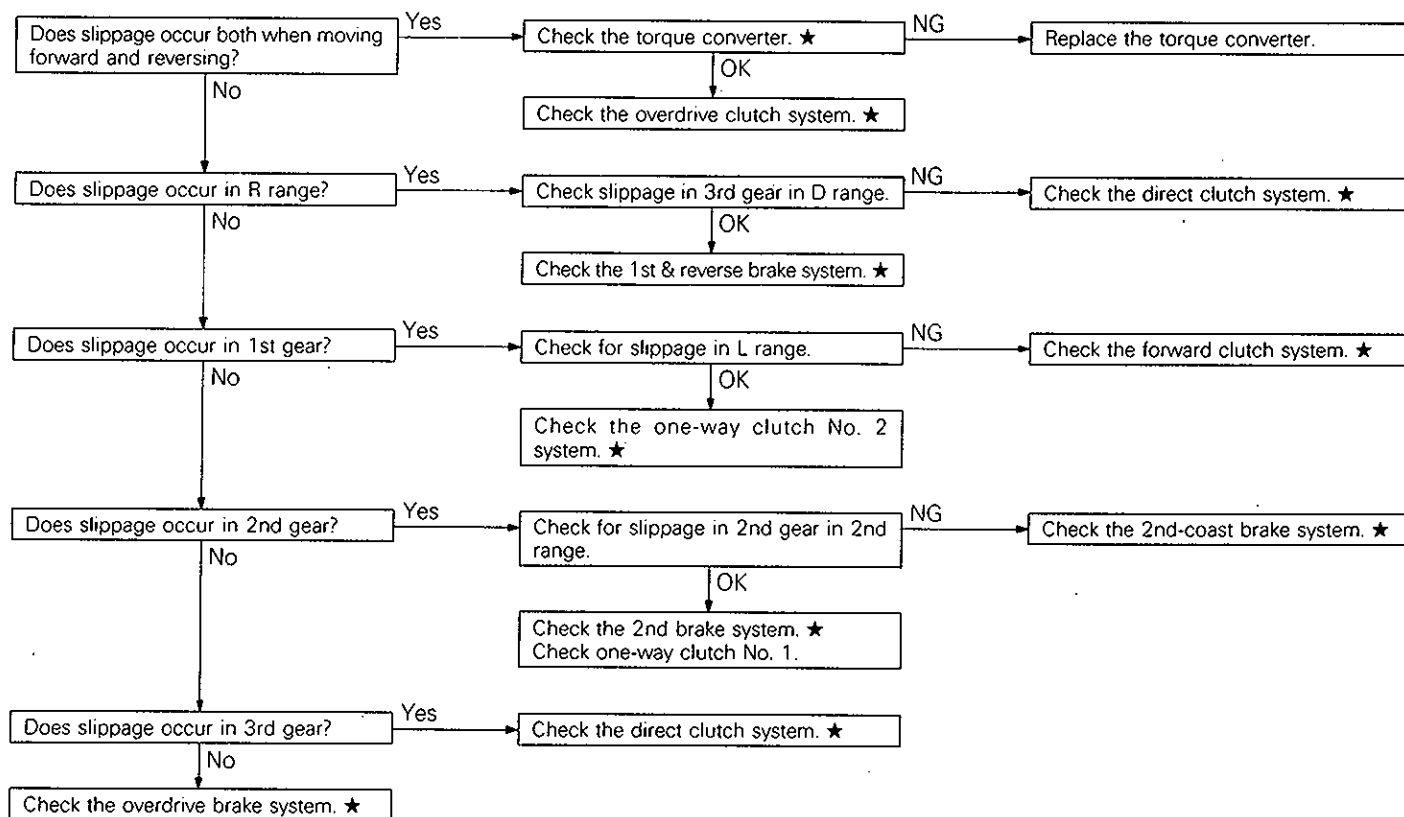 Does slippage occur both when moving
forward and reversing?
Yes
Check the torque converter. ★
NG
Replace the torque converter.
No
OK
Check the overdrive clutch system. ★
Does slippage occur in R range?
Yes
Check slippage in 3rd gear in D range.
NG
Check the direct clutch system. ★
No
OK
Check the 1st & reverse brake system. ★
Does slippage occur in 1st gear?
Yes
Check for slippage in L range.
NG
Check the forward clutch system. ★
No
OK
Check the one-way clutch No. 2
system. ★
Does slippage occur in 2nd gear?
Yes
Check for slippage in 2nd gear in 2nd
range.
NG
Check the 2nd-coast brake system. ★
No
OK
Check the 2nd brake system. ★
Check one-way clutch No. 1.
Does slippage occur in 3rd gear?
Yes
Check the direct clutch system. ★
No
Check the overdrive brake system. ★